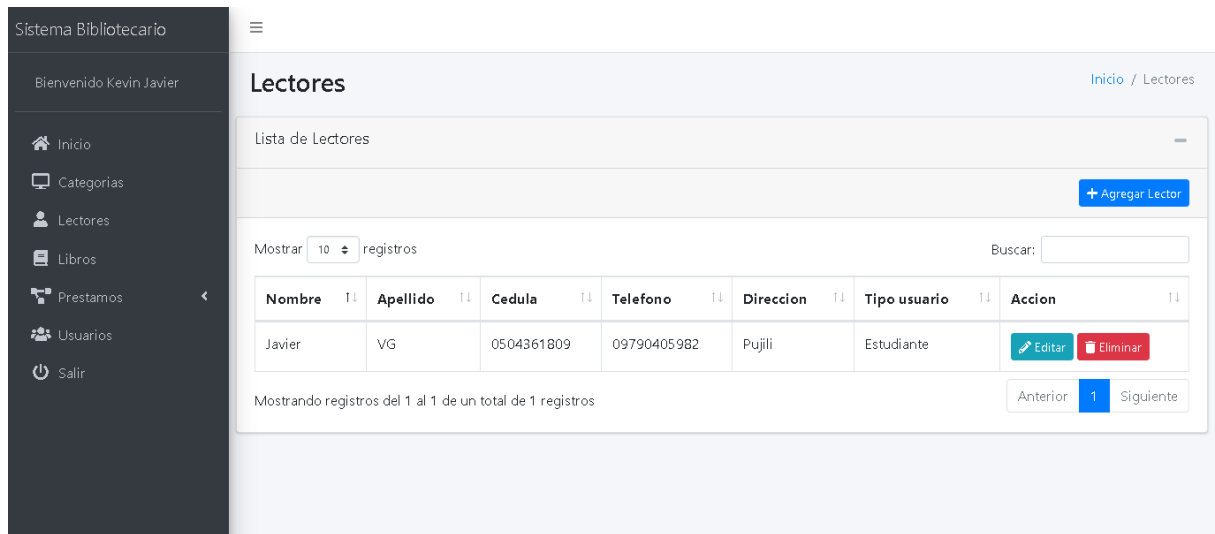 Sistema Bibliotecario
Bienvenido Kevin Javier
Inicio
Categorias
Lectores
Libros
Prestamos
Usuarios
Salir
Lectores
Inicio / Lectores
Lista de Lectores
Agregar Lector
Mostrar 10 registros
Buscar:
Nombre Apellido Cedula Telefono Direccion Tipo usuario Accion
Javier VG 0504361809 09790405982 Pujili Estudiante Editar Eliminar
Mostrando registros del 1 al 1 de un total de 1 registros
Anterior 1 Siguiente